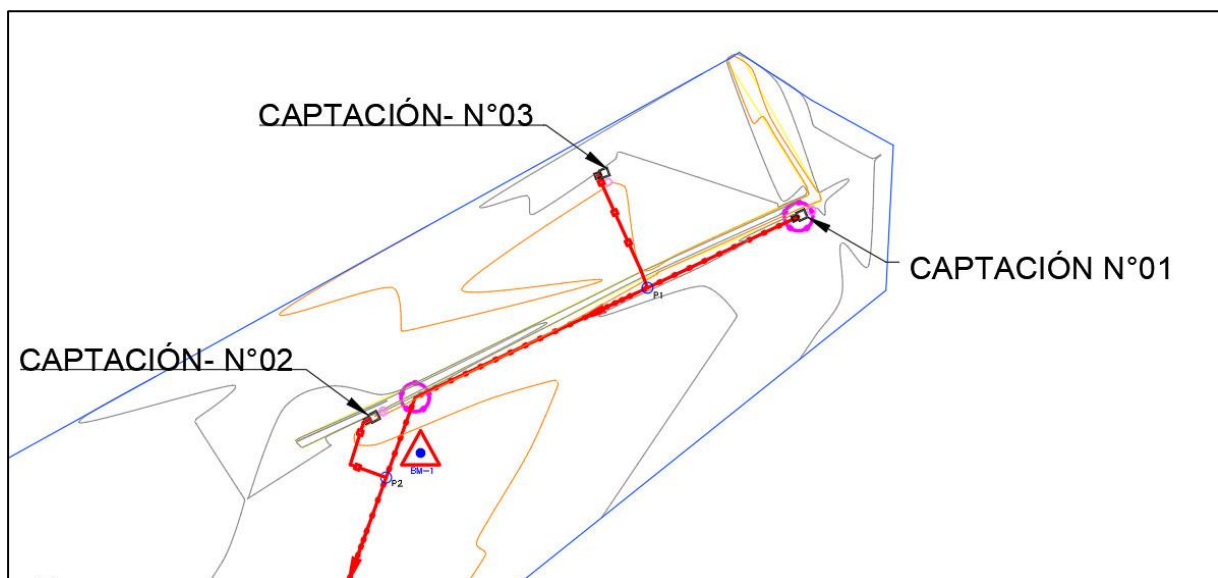 CAPTACIÓN- N°03
CAPTACIÓN N°01
P1
CAPTACIÓN- N°02
BM-1
P2